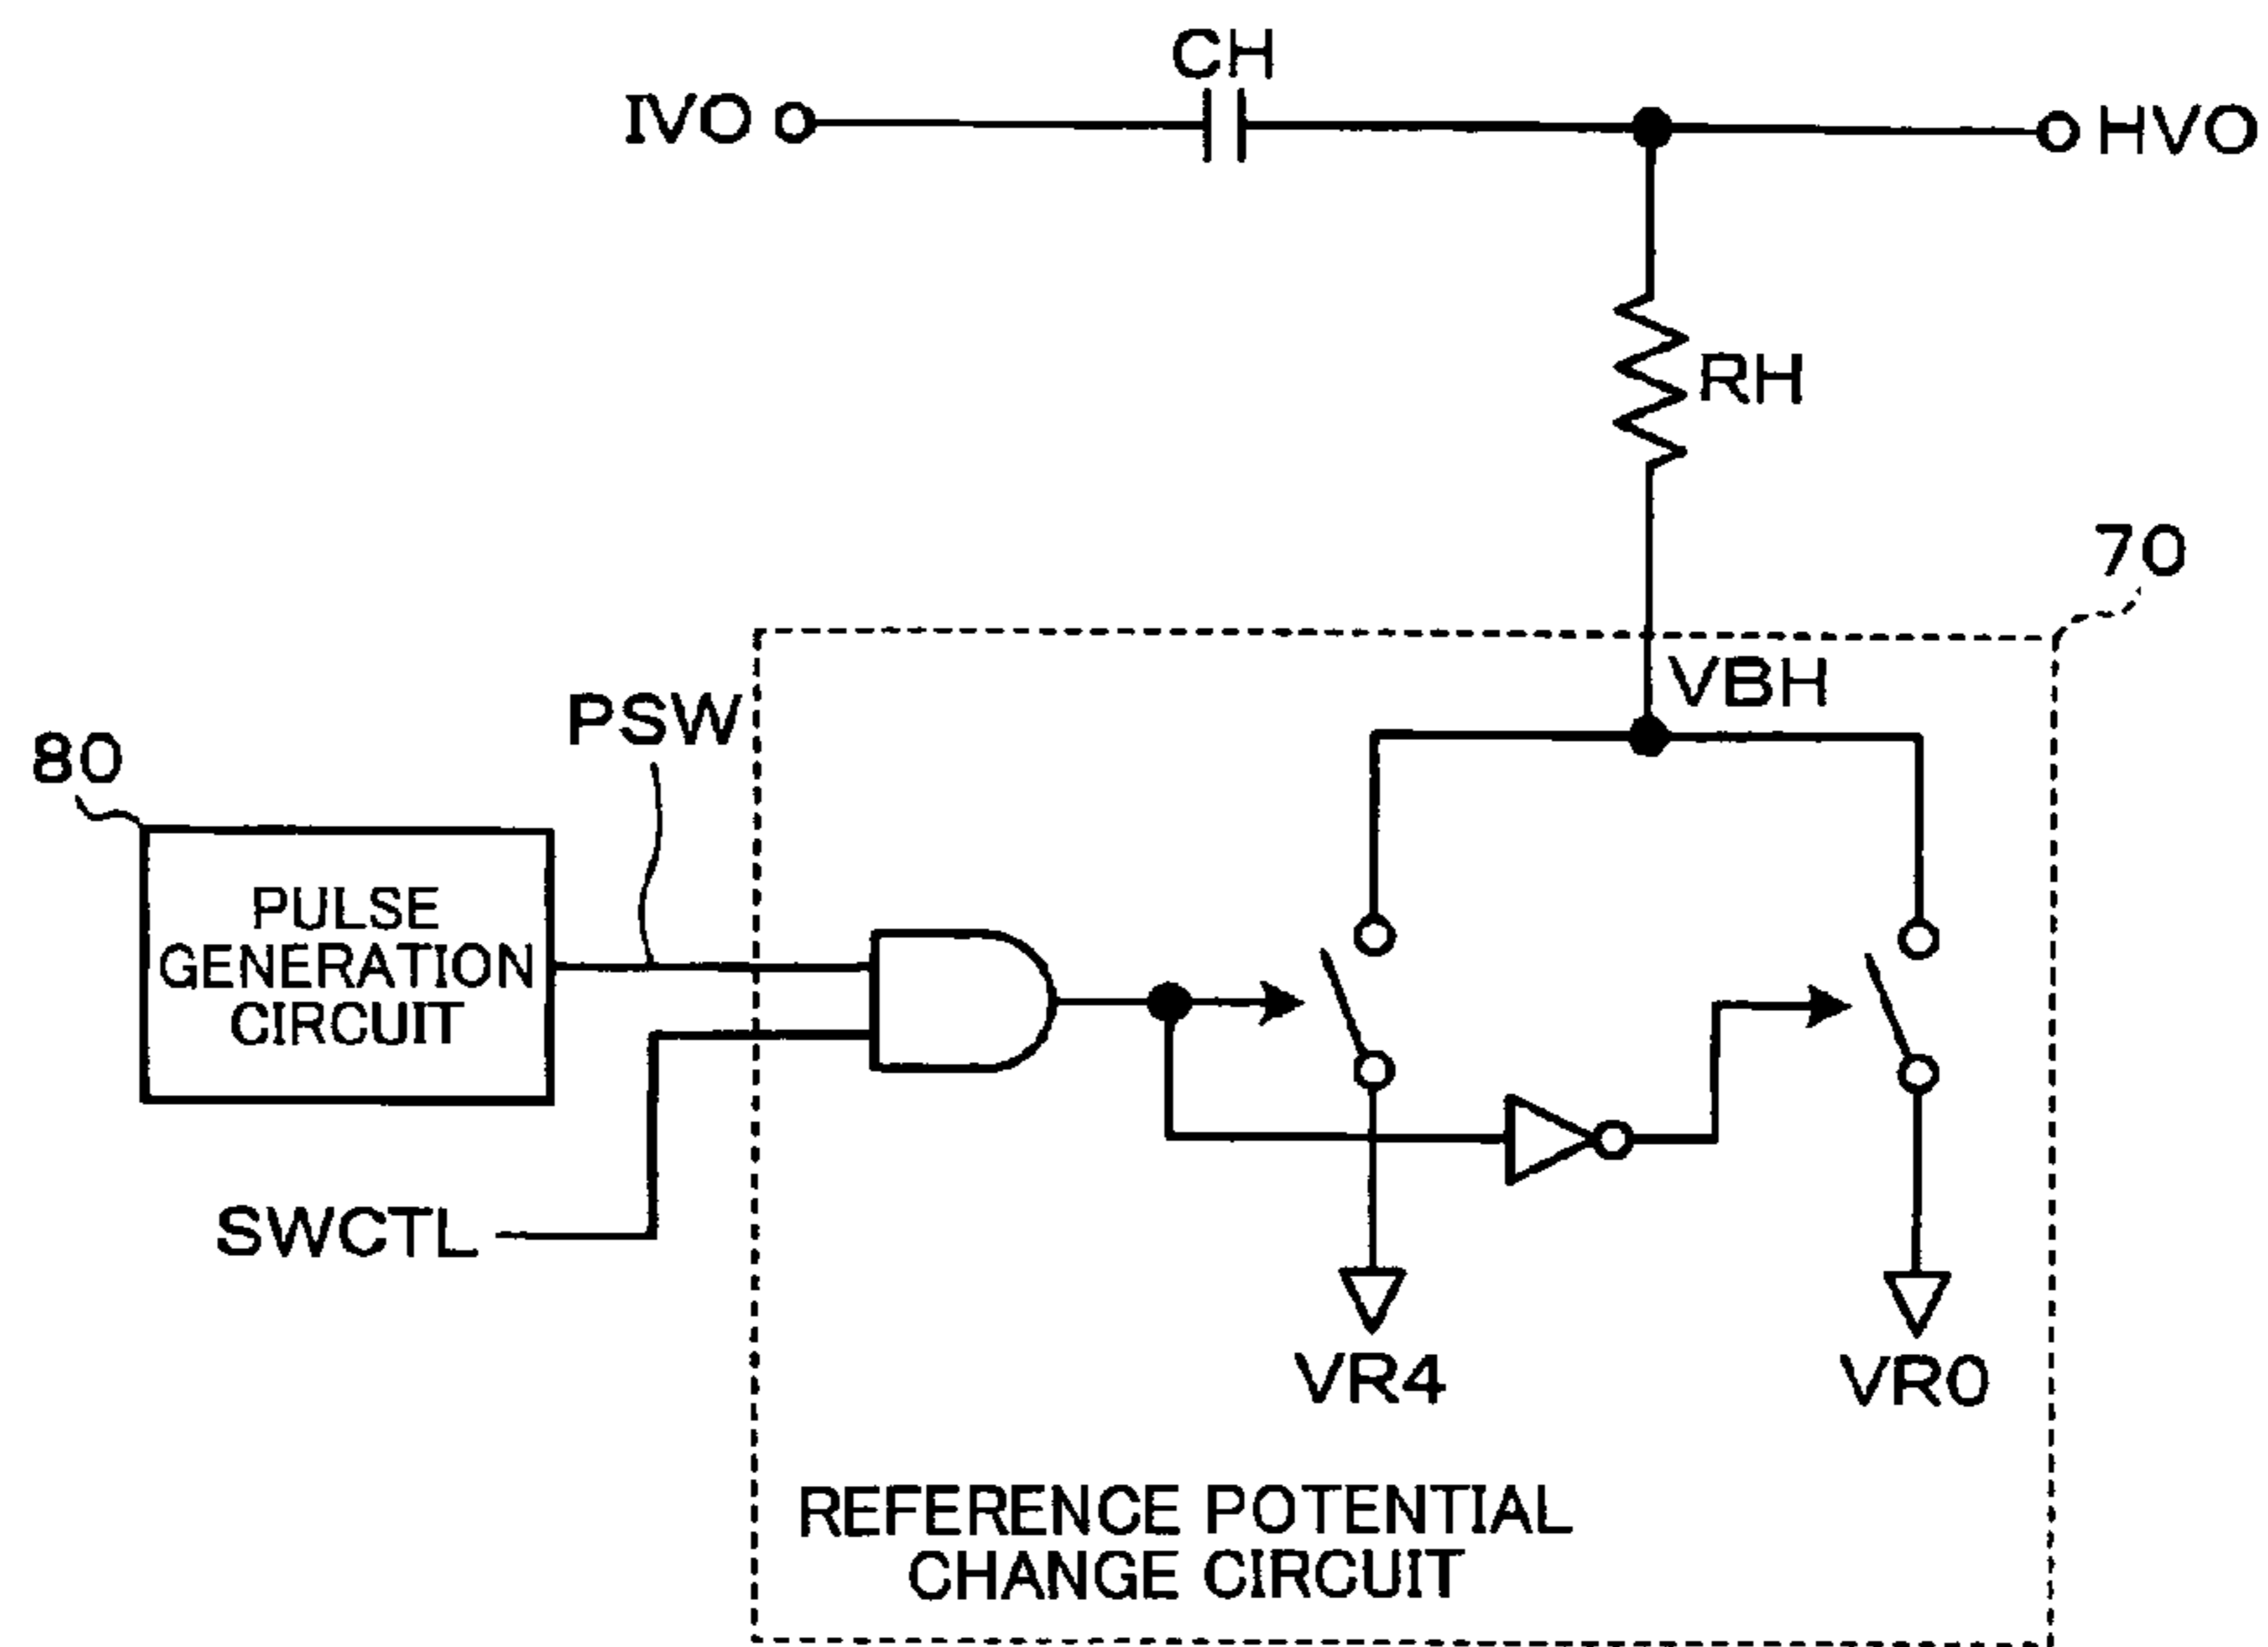 CH
IVO
HVO
RH
70
VBH
PSW
80
PULSE
GENERATION
CIRCUIT
SWCTL
VR4
VR0
REFERENCE POTENTIAL
CHANGE CIRCUIT